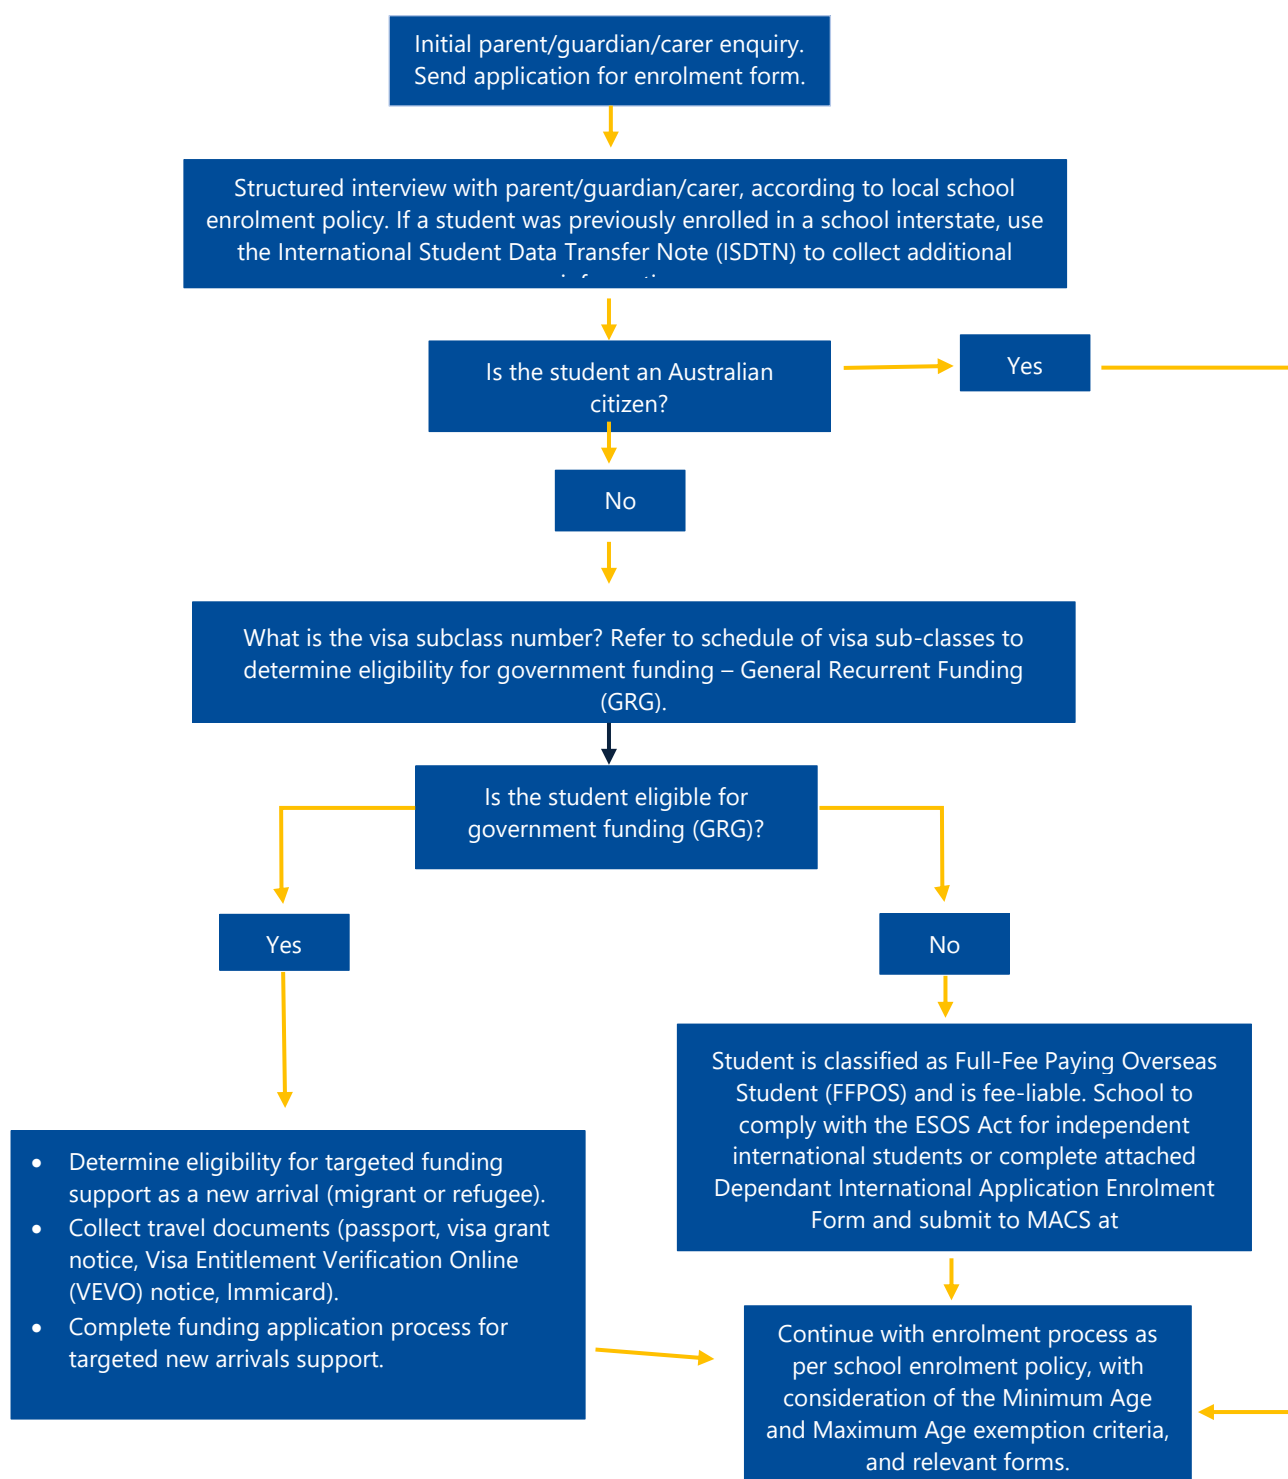 Initial parent/guardian/carer enquiry.
Send application for enrolment form.
Structured interview with parent/guardian/carer, according to local school
enrolment policy. If a student was previously enrolled in a school interstate, use
the International Student Data Transfer Note (ISDTN) to collect additional
Is the student an Australian
citizen?
Yes
No
What is the visa subclass number? Refer to schedule of visa sub-classes to
determine eligibility for government funding – General Recurrent Funding
(GRG).
Is the student eligible for
government funding (GRG)?
Yes
No
Student is classified as Full-Fee Paying Overseas
Student (FFPOS) and is fee-liable. School to
comply with the ESOS Act for independent
international students or complete attached
Dependant International Application Enrolment
Form and submit to MACS at
• Determine eligibility for targeted funding
support as a new arrival (migrant or refugee).
• Collect travel documents (passport, visa grant
notice, Visa Entitlement Verification Online
(VEVO) notice, Immicard).
• Complete funding application process for
targeted new arrivals support.
Continue with enrolment process as
per school enrolment policy, with
consideration of the Minimum Age
and Maximum Age exemption criteria,
and relevant forms.